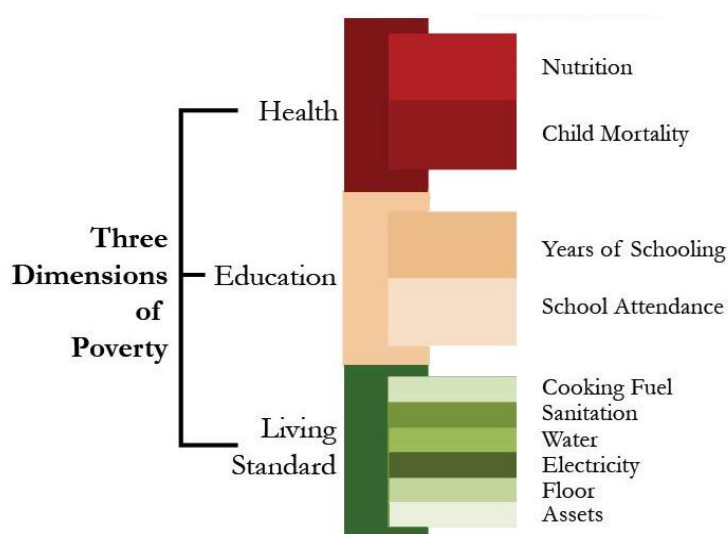 Three
Dimensions
of
Poverty
Health
Nutrition
Child Mortality
Education
Years of Schooling
School Attendance
Living
Standard
Cooking Fuel
Sanitation
Water
Electricity
Floor
Assets